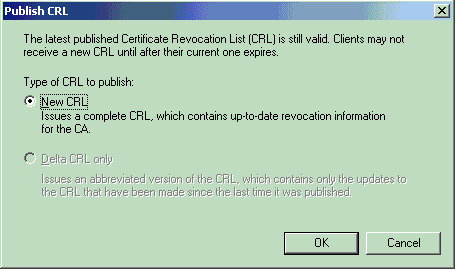 Publish CRL
The latest published Certificate Revocation List (CRL) is still valid. Clients may not
receive a new CRL until after their current one expires.
Type of CRL to publish:
New CRL
Issues a complete CRL, which contains up-to-date revocation information
for the CA.
Delta CRL only
Issues an abbreviated version of the CRL, which contains only the updates to
the CRL that have been made since the last time it was published.
OK
Cancel